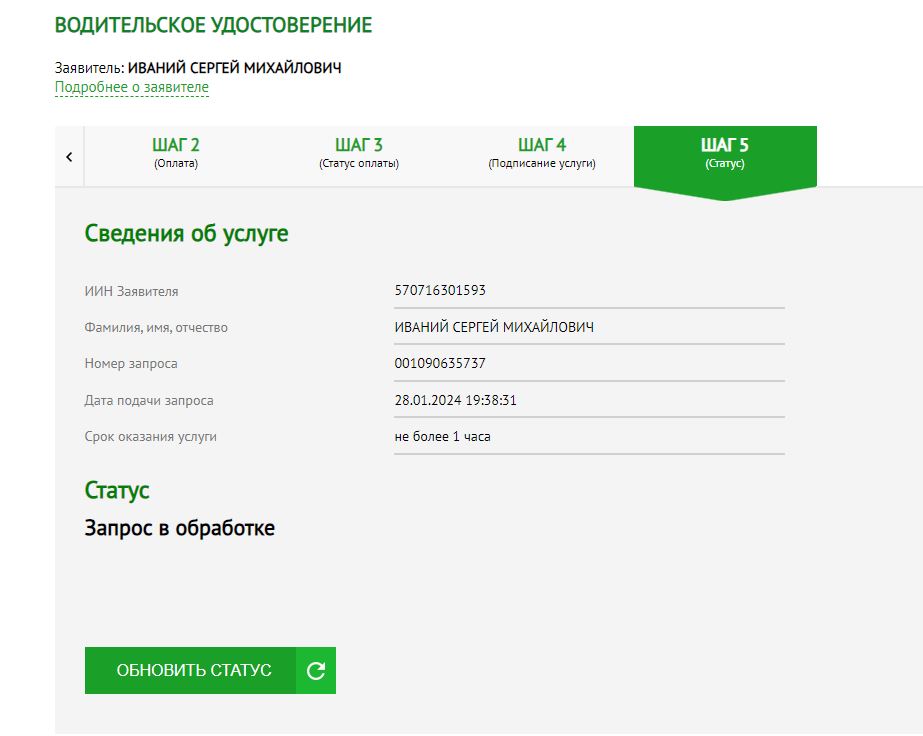 ВОДИТЕЛЬСКОЕ УДОСТОВЕРЕНИЕ
Заявитель: ИВАНИЙ СЕРГЕЙ МИХАЙЛОВИЧ
Подробнее о заявителе
ШАГ 2 ШАГ 3 ШАГ 4 ШАГ 5
(Оплата) (Статус оплаты) (Подписание услуги) (Статус)
Сведения об услуге
ИИН Заявителя 570716301593
Фамилия, имя, отчество ИВАНИЙ СЕРГЕЙ МИХАЙЛОВИЧ
Номер запроса 001090635737
Дата подачи запроса 28.01.2024 19:38:31
Срок оказания услуги не более 1 часа
Статус
Запрос в обработке
ОБНОВИТЬ СТАТУС